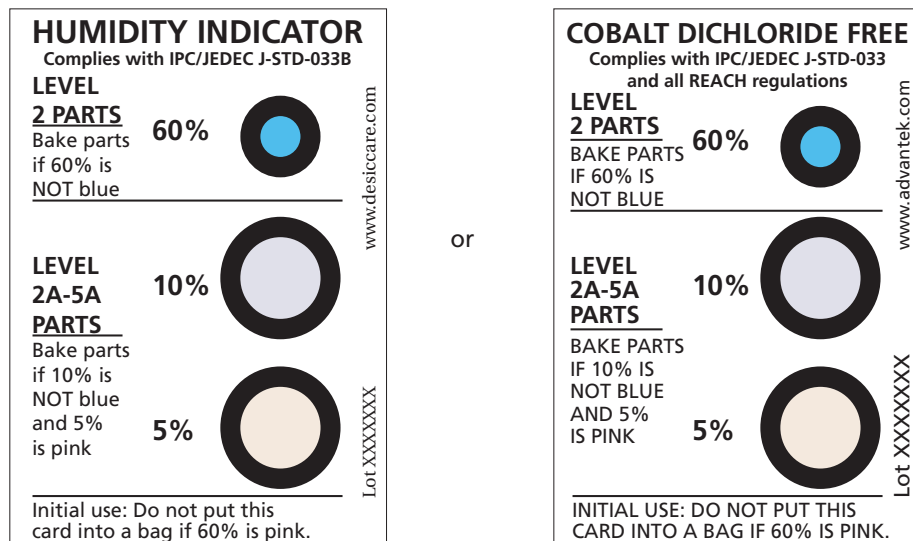 HUMIDITY INDICATOR
Complies with IPC/JEDEC J-STD-033B
LEVEL
2 PARTS
Bake parts
if 60% is
NOT blue
60%
www.desiccare.com
LEVEL
2A-5A
PARTS
Bake parts
if 10% is
NOT blue
and 5%
is pink
10%
5%
Lot XXXXXXX
Initial use: Do not put this
card into a bag if 60% is pink.
or
COBALT DICHLORIDE FREE
Complies with IPC/JEDEC J-STD-033
and all REACH regulations
LEVEL
2 PARTS
BAKE PARTS
IF 60% IS
NOT BLUE
60%
www.advantek.com
LEVEL
2A-5A
PARTS
BAKE PARTS
IF 10% IS
NOT BLUE
AND 5%
IS PINK
10%
5%
Lot XXXXXXX
INITIAL USE: DO NOT PUT THIS
CARD INTO A BAG IF 60% IS PINK.